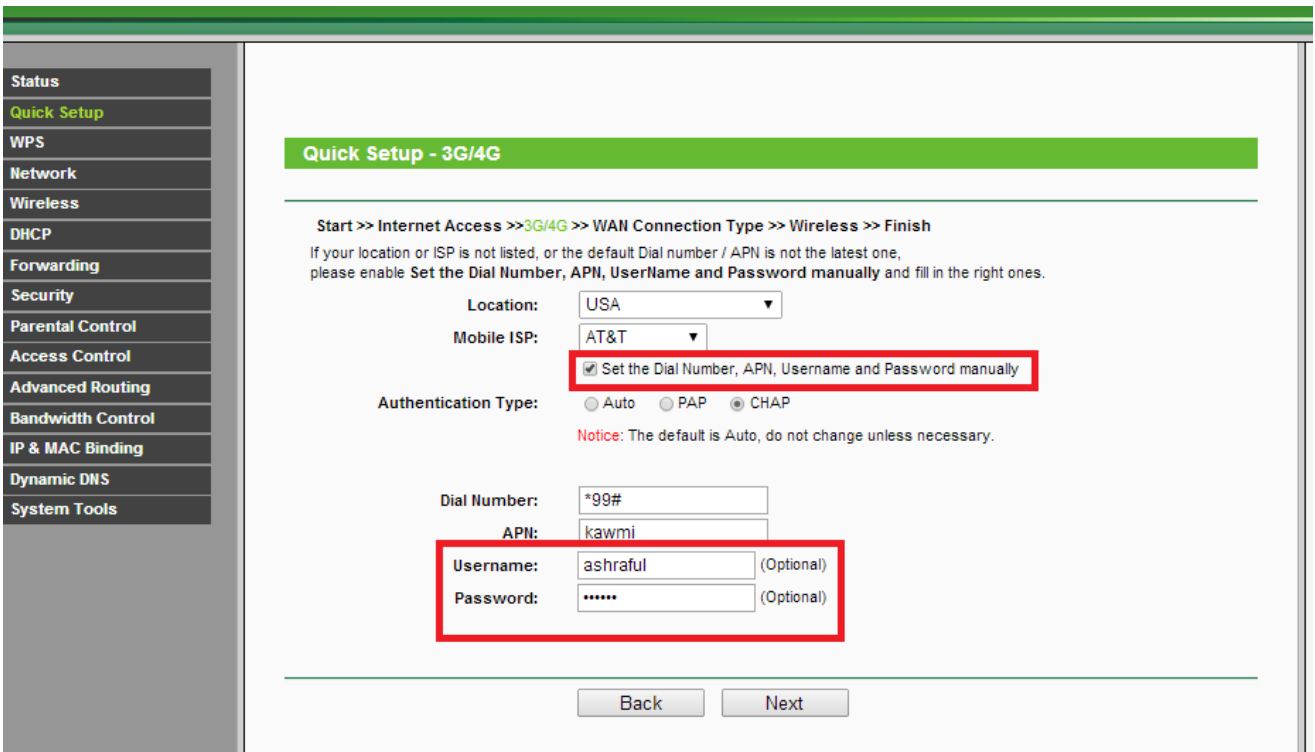 Status
Quick Setup
WPS
Network
Wireless
DHCP
Forwarding
Security
Parental Control
Access Control
Advanced Routing
Bandwidth Control
IP & MAC Binding
Dynamic DNS
System Tools
Quick Setup - 3G/4G
Start >> Internet Access >>3G/4G >> WAN Connection Type >> Wireless >> Finish
If your location or ISP is not listed, or the default Dial number / APN is not the latest one,
please enable Set the Dial Number, APN, UserName and Password manually and fill in the right ones.
Location: USA
Mobile ISP: AT&T
Set the Dial Number, APN, Username and Password manually
Authentication Type: Auto PAP CHAP
Notice: The default is Auto, do not change unless necessary.
Dial Number: *99#
APN: kawmi
Username: ashraful (Optional)
Password: •••••• (Optional)
Back Next